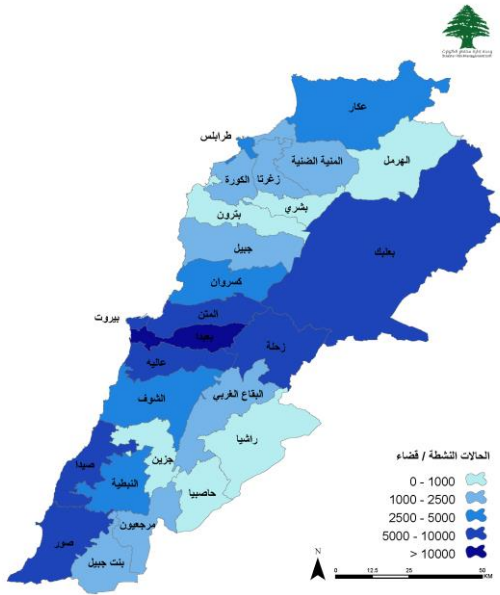 عكار
طرابلس
المنية الضنية
الهرمل
زغرتا
الكورة
بشري
بترون
جبيل
بعلبك
كسروان
المتن
بيروت
بعبدا
زحلة
عاليه
البقاع الغربي
الشوف
راشيا
صيدا
جزين
النبطية
حاصبيا
مرجعيون
صور
بنت جبيل
الحالات النشطة / قضاء
0 - 1000
1000 - 2500
2500 - 5000
5000 - 10000
> 10000
N
0 12.5 25 50
KM